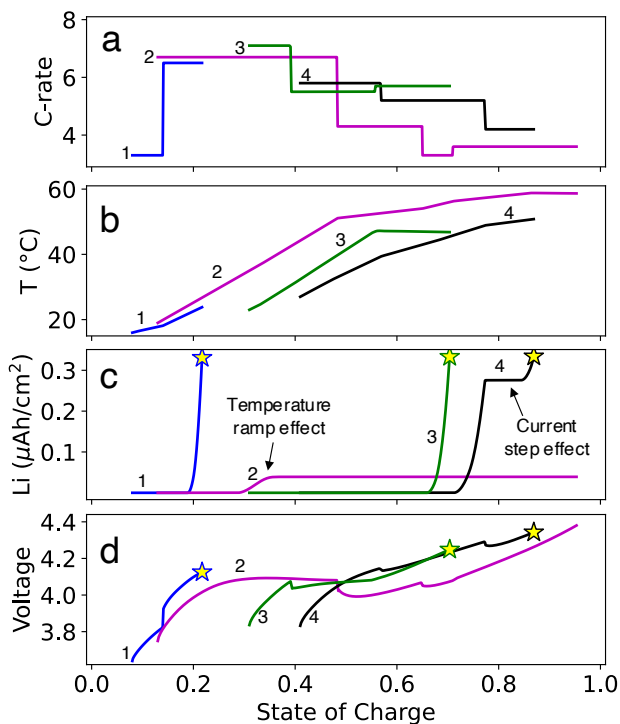 a
C-rate
8
6
4
1
2
3
4
b
T (°C)
60
40
20
1
2
3
4
c
Li (μAh/cm²)
0.3
0.2
0.1
1
2
3
4
Temperature
ramp effect
Current
step effect
d
Voltage
4.4
4.2
4.0
3.8
1
2
3
4
0.0 0.2 0.4 0.6 0.8 1.0
State of Charge